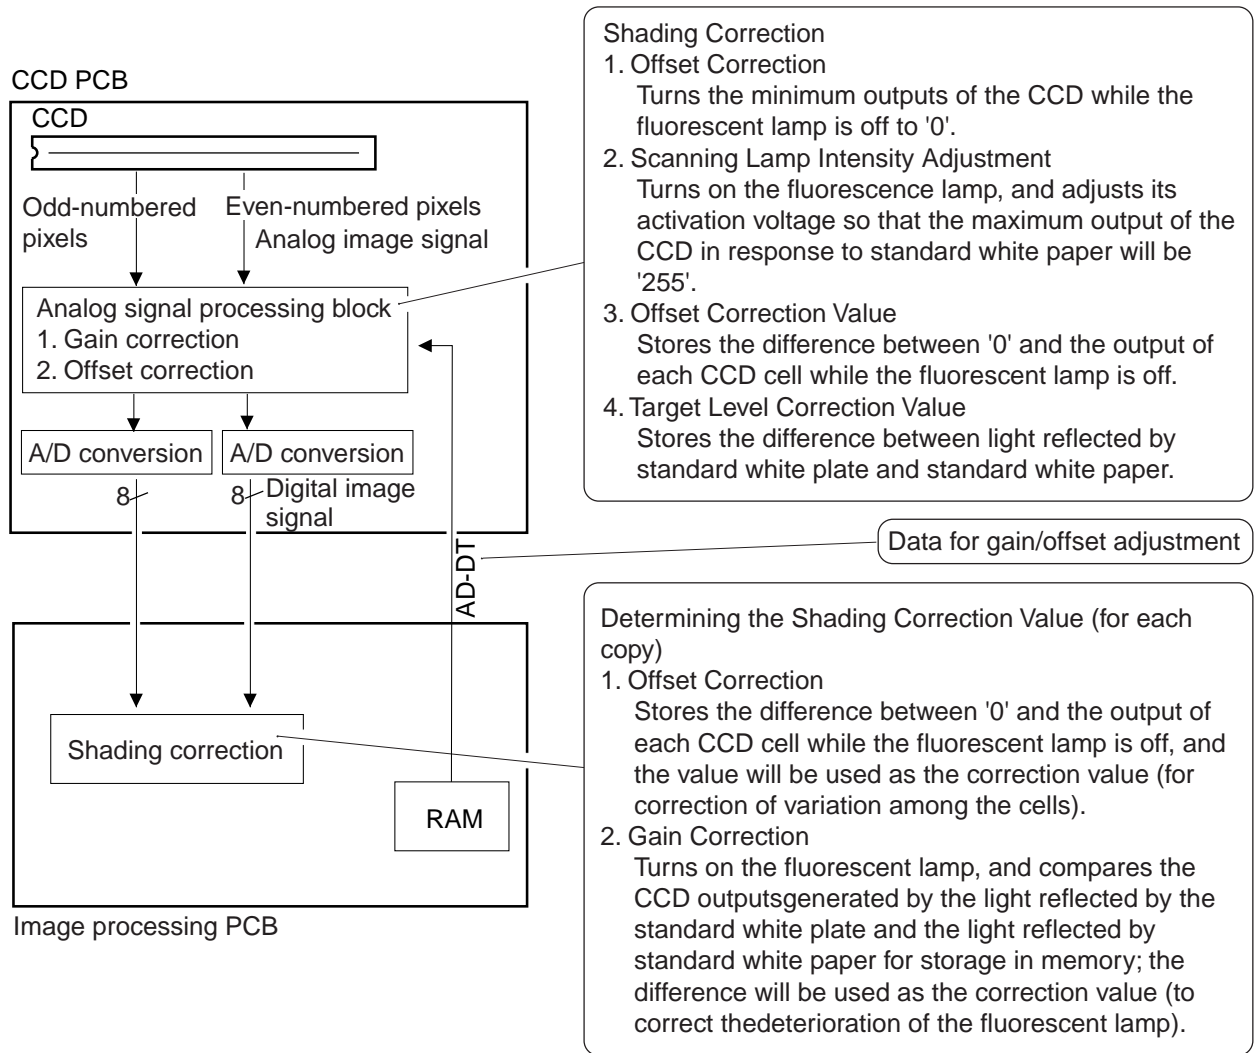 CCD PCB
CCD
Odd-numbered
pixels
Even-numbered pixels
Analog image signal
Analog signal processing block
1. Gain correction
2. Offset correction
A/D conversion
A/D conversion
8
8
Digital image
signal
AD-DT
Shading correction
RAM
Image processing PCB
Shading Correction
1. Offset Correction
Turns the minimum outputs of the CCD while the
fluorescent lamp is off to '0'.
2. Scanning Lamp Intensity Adjustment
Turns on the fluorescence lamp, and adjusts its
activation voltage so that the maximum output of the
CCD in response to standard white paper will be
'255'.
3. Offset Correction Value
Stores the difference between '0' and the output of
each CCD cell while the fluorescent lamp is off.
4. Target Level Correction Value
Stores the difference between light reflected by
standard white plate and standard white paper.
Data for gain/offset adjustment
Determining the Shading Correction Value (for each
copy)
1. Offset Correction
Stores the difference between '0' and the output of
each CCD cell while the fluorescent lamp is off, and
the value will be used as the correction value (for
correction of variation among the cells).
2. Gain Correction
Turns on the fluorescent lamp, and compares the
CCD outputsgenerated by the light reflected by the
standard white plate and the light reflected by
standard white paper for storage in memory; the
difference will be used as the correction value (to
correct thedeterioration of the fluorescent lamp).